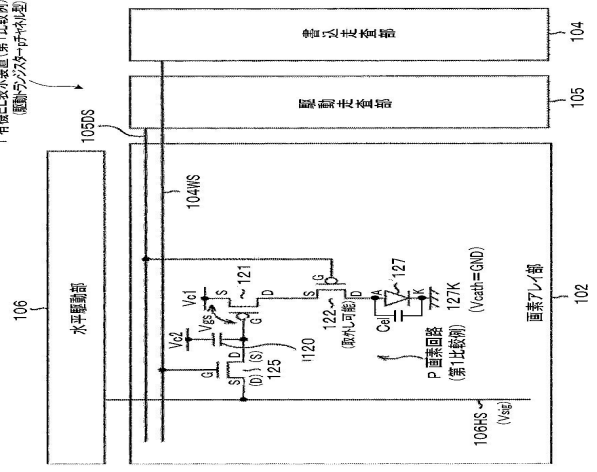 1 有機EL表示装置(第1比較例)
(駆動トランジスター:pチャネル型)
106
水平駆動部
105DS
104WS
書込走査部
104
駆動走査部
105
Vc1
Vc2
Vgs
S
121
D
G
G
S
D
(D)
(S)
125
I120
S
G
D
122
(取外し可能)
A
127
Cel
K
127K
(Vcath=GND)
P 画素回路
(第1比較例)
106HS
(Vsig)
画素アレイ部
102